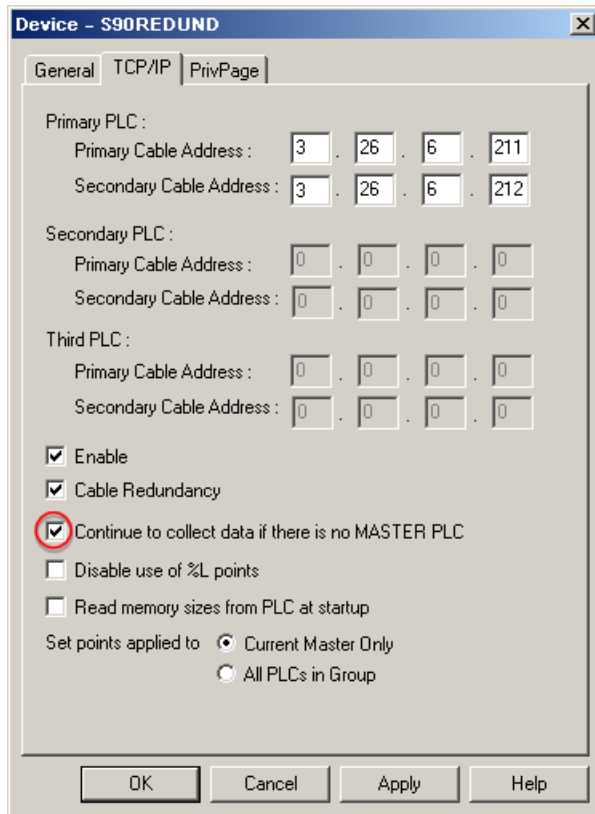 Device - S90REDUND
General TCP/IP PrivPage
Primary PLC :
Primary Cable Address : 3 . 26 . 6 . 211
Secondary Cable Address : 3 . 26 . 6 . 212
Secondary PLC :
Primary Cable Address : 0 . 0 . 0 . 0
Secondary Cable Address : 0 . 0 . 0 . 0
Third PLC :
Primary Cable Address : 0 . 0 . 0 . 0
Secondary Cable Address : 0 . 0 . 0 . 0
Enable
Cable Redundancy
Continue to collect data if there is no MASTER PLC
Disable use of %L points
Read memory sizes from PLC at startup
Set points applied to Current Master Only
All PLCs in Group
OK Cancel Apply Help